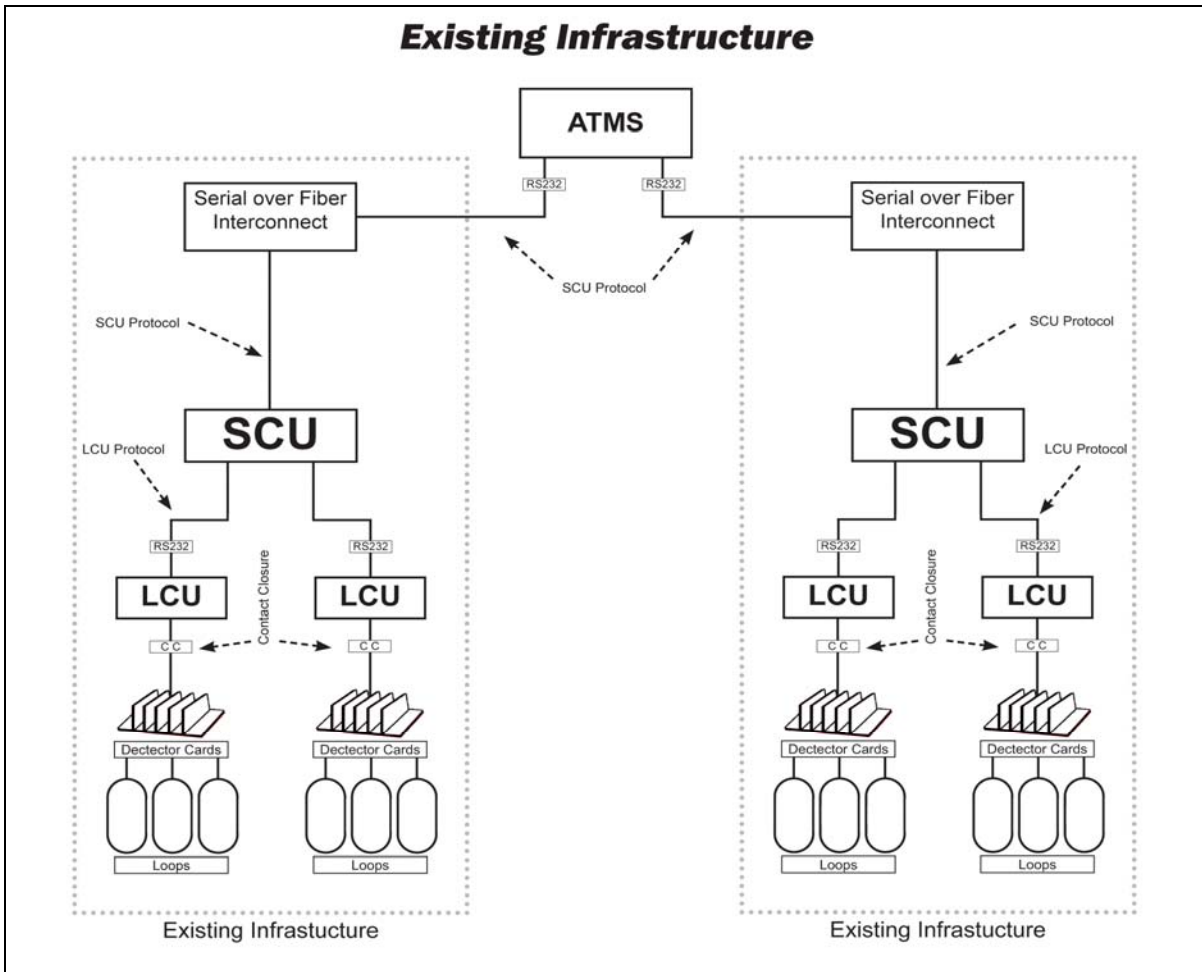 Existing Infrastructure
ATMS
RS232
RS232
Serial over Fiber
Interconnect
Serial over Fiber
Interconnect
SCU Protocol
SCU Protocol
SCU Protocol
SCU
SCU
LCU Protocol
LCU Protocol
RS232
RS232
RS232
RS232
Contact Closure
Contact Closure
LCU
LCU
LCU
LCU
C C
C C
C C
C C
Dectector Cards
Dectector Cards
Dectector Cards
Dectector Cards
Loops
Loops
Loops
Loops
Existing Infrastucture
Existing Infrastucture